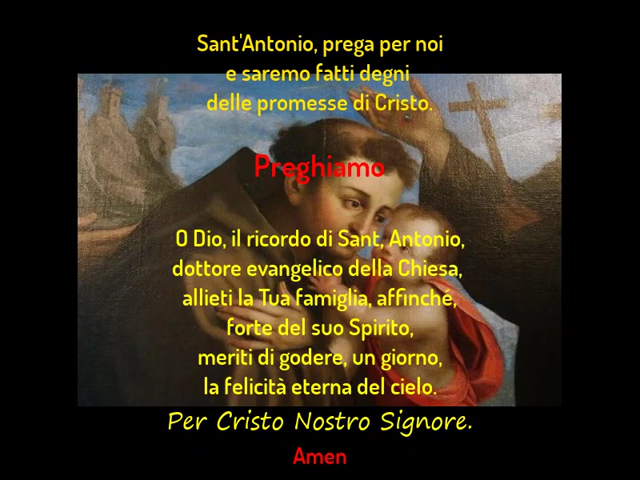 Sant'Antonio, prega per noi
e saremo fatti degni
delle promesse di Cristo.
Preghiamo
O Dio, il ricordo di Sant, Antonio,
dottore evangelico della Chiesa,
allieti la Tua famiglia, affinché,
forte del suo Spirito,
meriti di godere, un giorno,
la felicità eterna del cielo.
Per Cristo Nostro Signore.
Amen